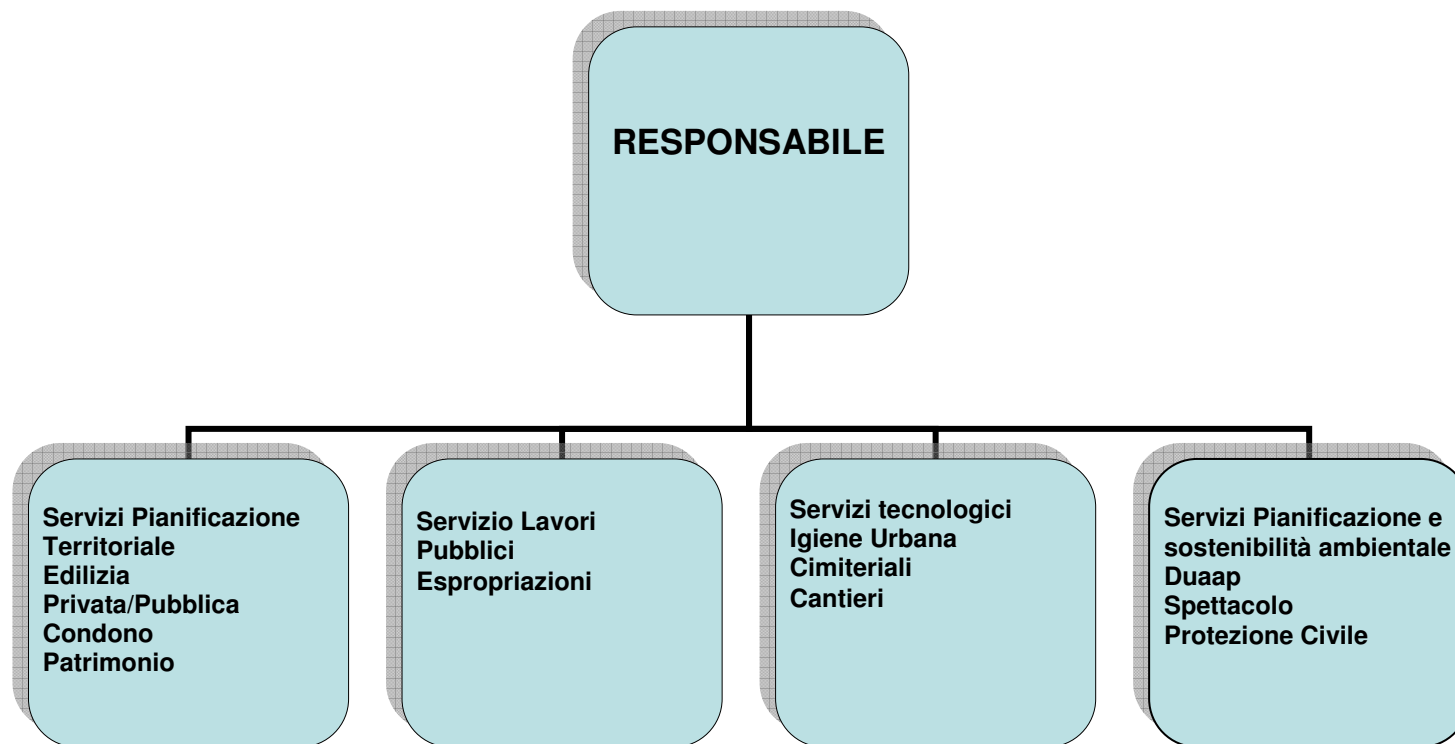 RESPONSABILE
Servizi Pianificazione
Territoriale
Edilizia
Privata/Pubblica
Condono
Patrimonio
Servizio Lavori
Pubblici
Espropriazioni
Servizi tecnologici
Igiene Urbana
Cimiteriali
Cantieri
Servizi Pianificazione e
sostenibilità ambientale
Duaap
Spettacolo
Protezione Civile